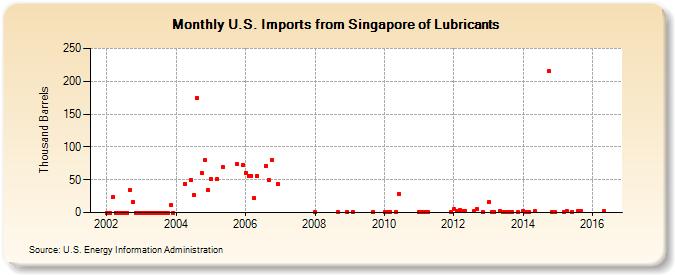 Monthly U.S. Imports from Singapore of Lubricants
Thousand Barrels
250
200
150
100
50
0
2002 2004 2006 2008 2010 2012 2014 2016
Source: U.S. Energy Information Administration